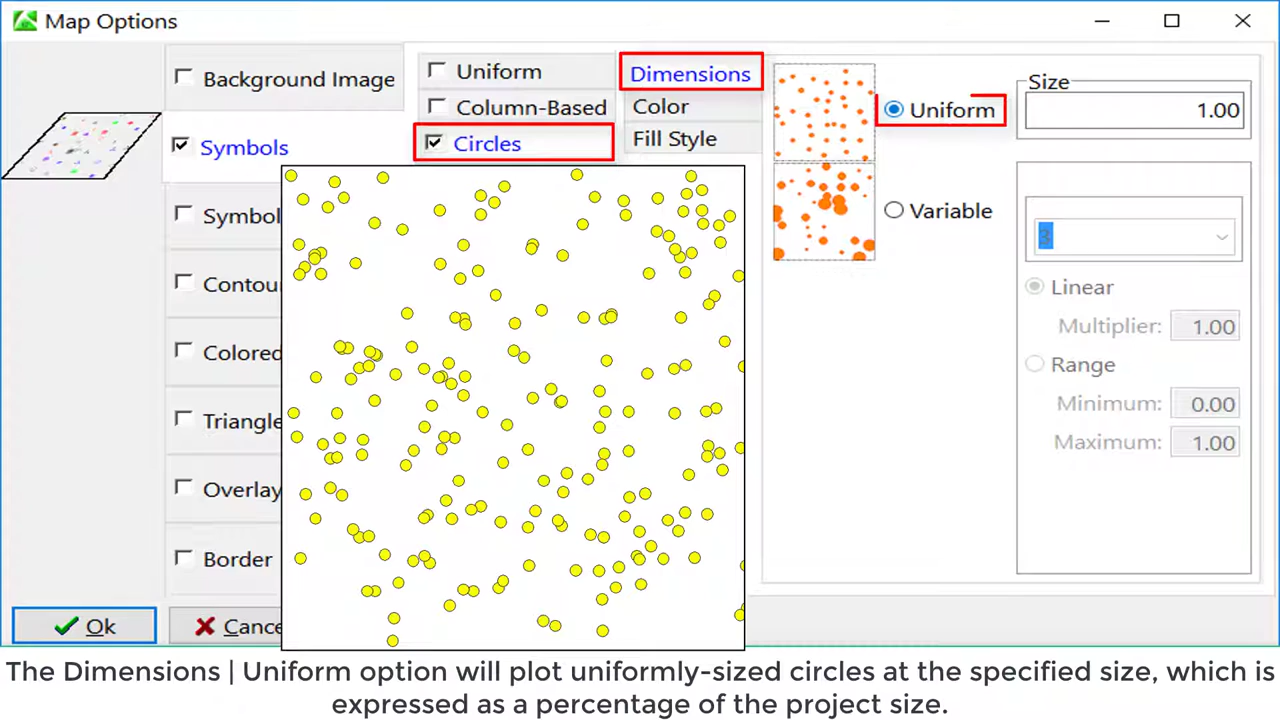 Map Options
Background Image
Symbols
Symbol
Contou
Colored
Triangle
Overlay
Border
Ok
Cance
Uniform
Column-Based
Circles
Dimensions
Color
Fill Style
Uniform
Variable
Size
1.00
3
Linear
Multiplier: 1.00
Range
Minimum: 0.00
Maximum: 1.00
The Dimensions | Uniform option will plot uniformly-sized circles at the specified size, which is
expressed as a percentage of the project size.